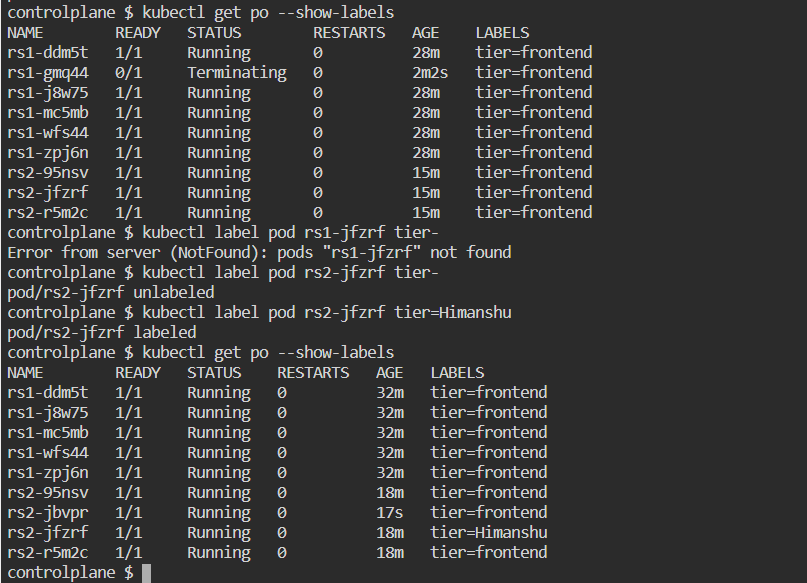 controlplane $ kubectl get po --show-labels
NAME READY STATUS RESTARTS AGE LABELS
rs1-ddm5t 1/1 Running 0 28m tier=frontend
rs1-gmq44 0/1 Terminating 0 2m2s tier=frontend
rs1-j8w75 1/1 Running 0 28m tier=frontend
rs1-mc5mb 1/1 Running 0 28m tier=frontend
rs1-wfs44 1/1 Running 0 28m tier=frontend
rs1-zpj6n 1/1 Running 0 28m tier=frontend
rs2-95nsv 1/1 Running 0 15m tier=frontend
rs2-jfzrf 1/1 Running 0 15m tier=frontend
rs2-r5m2c 1/1 Running 0 15m tier=frontend
controlplane $ kubectl label pod rs1-jfzrf tier-
Error from server (NotFound): pods "rs1-jfzrf" not found
controlplane $ kubectl label pod rs2-jfzrf tier-
pod/rs2-jfzrf unlabeled
controlplane $ kubectl label pod rs2-jfzrf tier=Himanshu
pod/rs2-jfzrf labeled
controlplane $ kubectl get po --show-labels
NAME READY STATUS RESTARTS AGE LABELS
rs1-ddm5t 1/1 Running 0 32m tier=frontend
rs1-j8w75 1/1 Running 0 32m tier=frontend
rs1-mc5mb 1/1 Running 0 32m tier=frontend
rs1-wfs44 1/1 Running 0 32m tier=frontend
rs1-zpj6n 1/1 Running 0 32m tier=frontend
rs2-95nsv 1/1 Running 0 18m tier=frontend
rs2-jbvpr 1/1 Running 0 17s tier=frontend
rs2-jfzrf 1/1 Running 0 18m tier=Himanshu
rs2-r5m2c 1/1 Running 0 18m tier=frontend
controlplane $